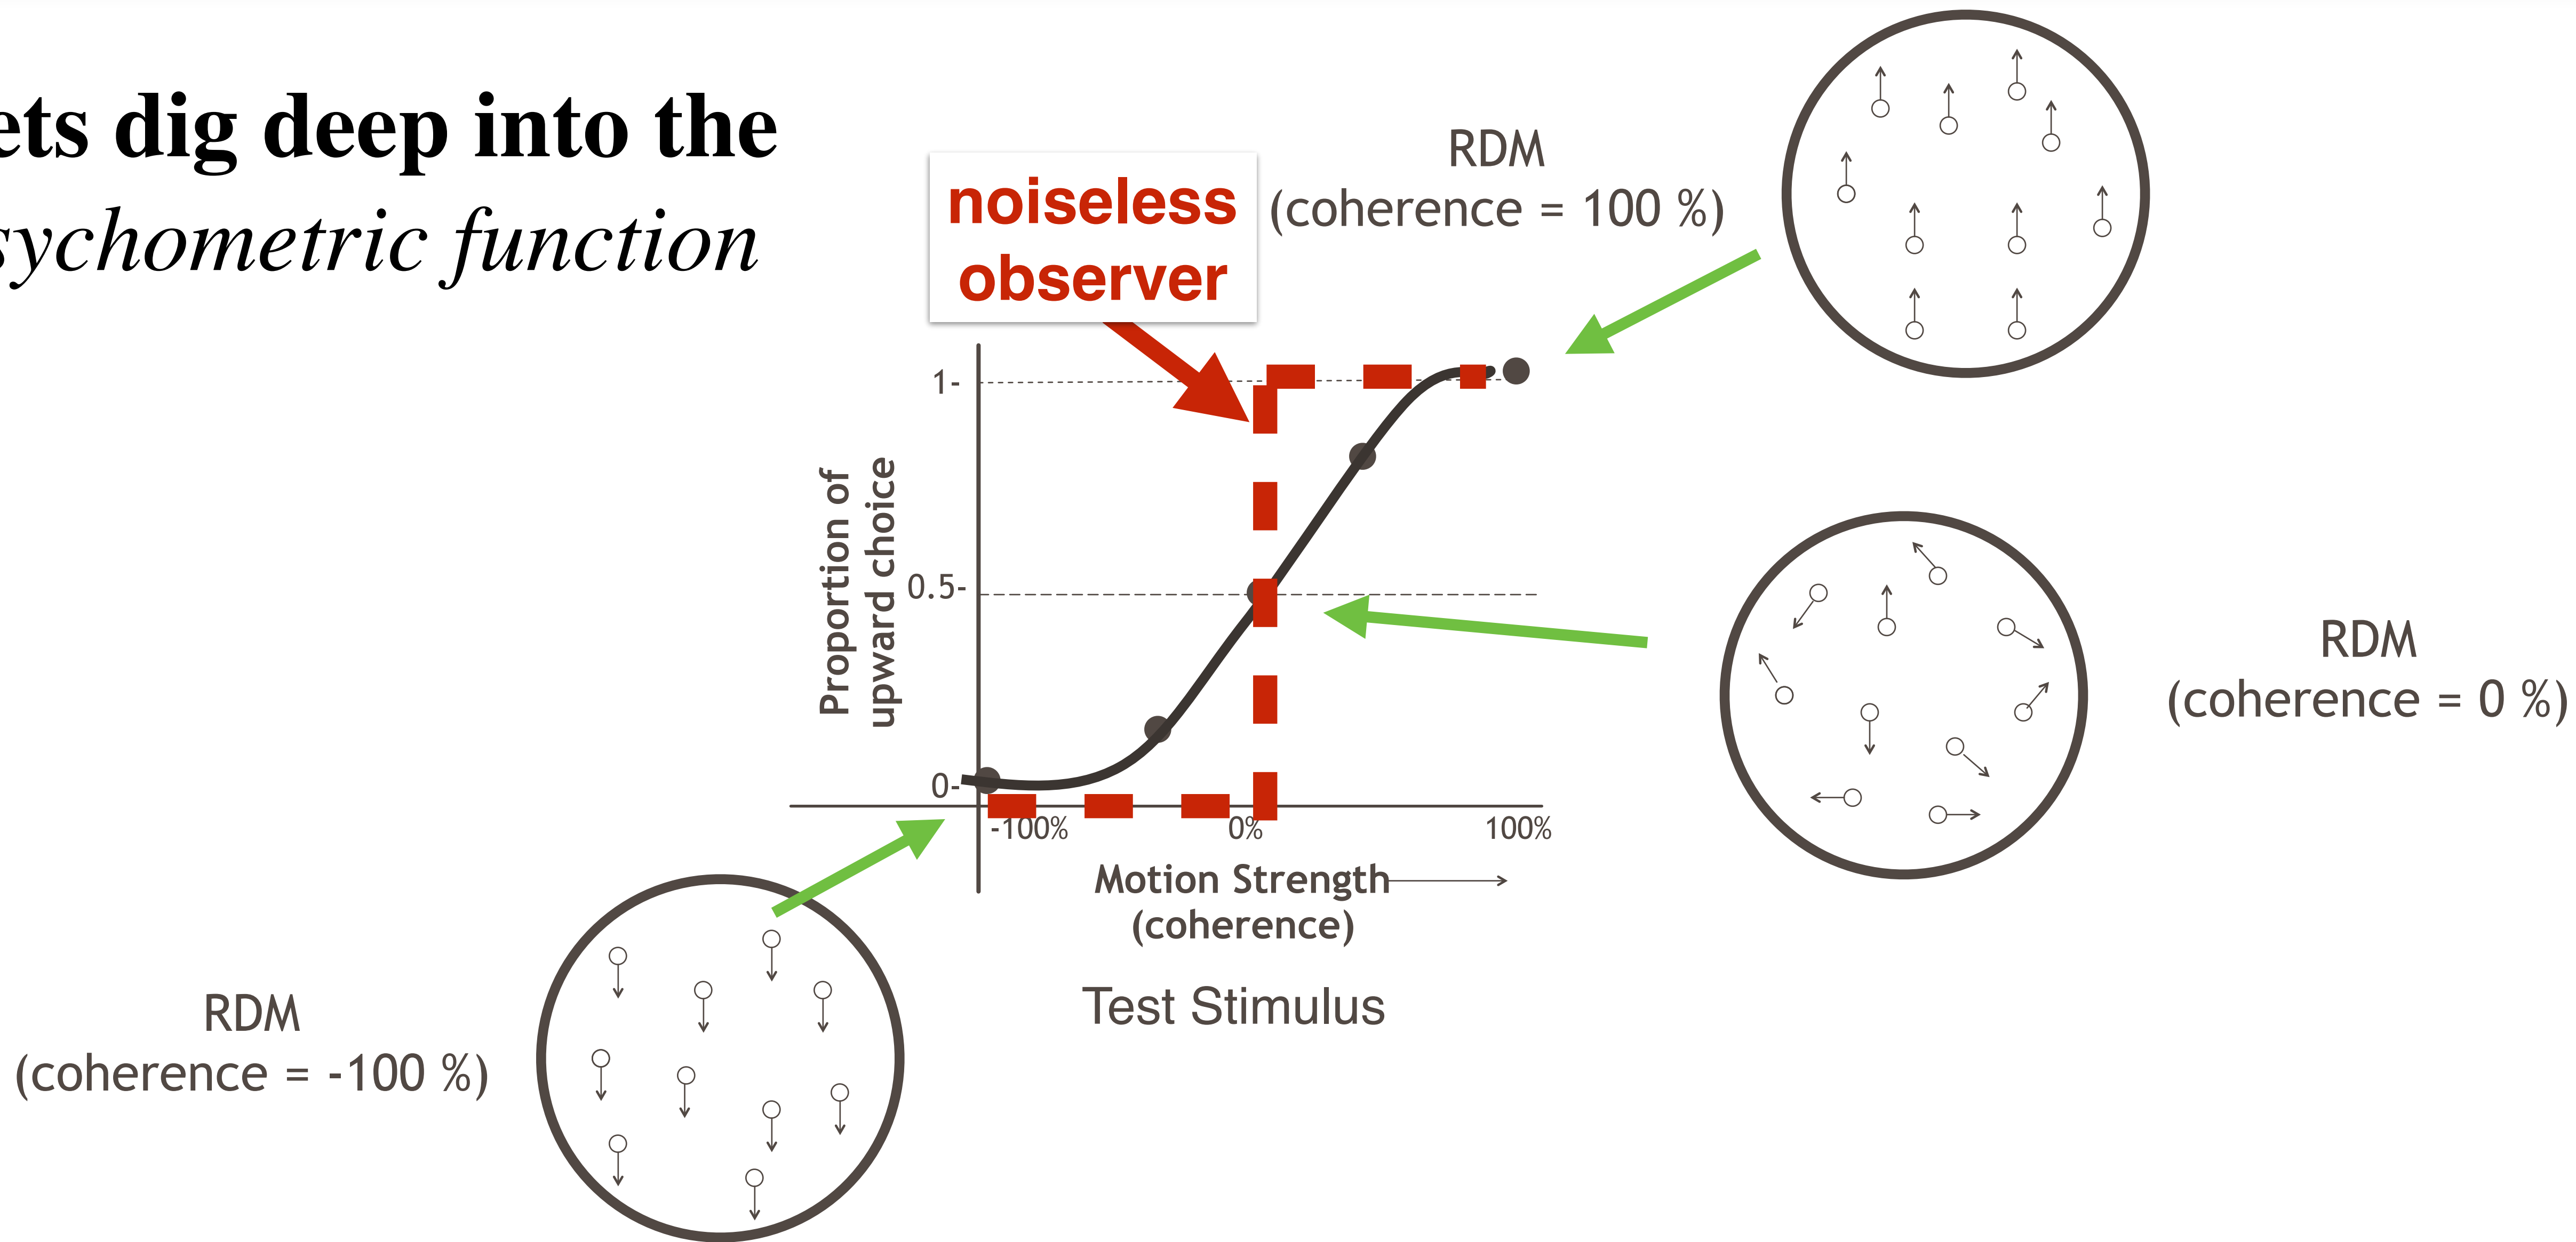 ets dig deep into the
sychometric function
noiseless
observer
RDM
(coherence = 100 %)
1-
0.5-
0-
Proportion of
upward choice
-100%
0%
100%
Motion Strength
(coherence)
Test Stimulus
RDM
(coherence = 0 %)
RDM
(coherence = -100 %)